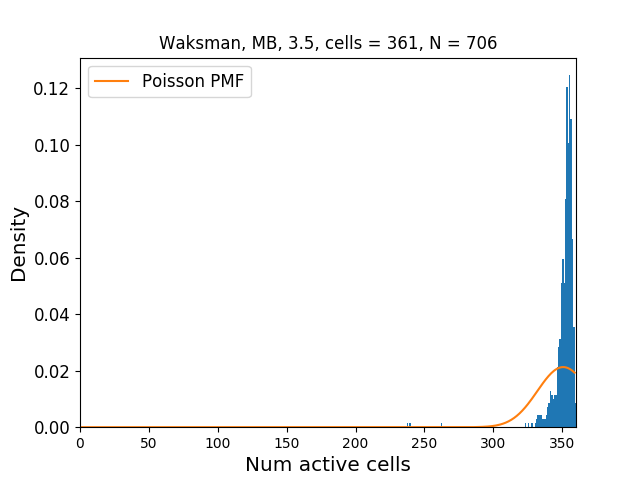 Waksman, MB, 3.5, cells = 361, N = 706
Poisson PMF
Density
0.12
0.10
0.08
0.06
0.04
0.02
0.00
0 50 100 150 200 250 300 350
Num active cells